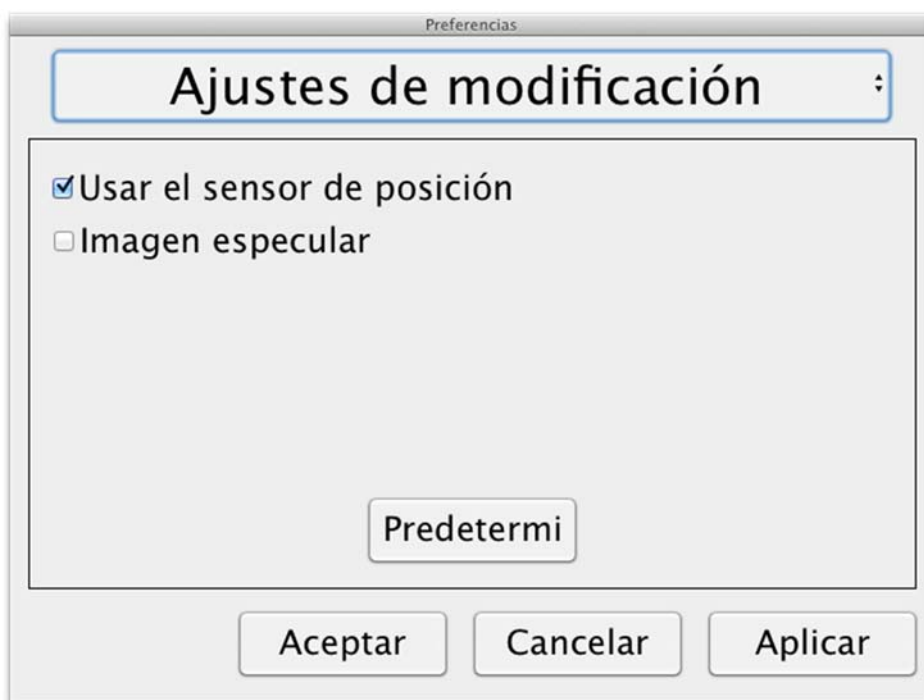 Preferencias
Ajustes de modificación
Usar el sensor de posición
Imagen especular
Predetermi
Aceptar Cancelar Aplicar